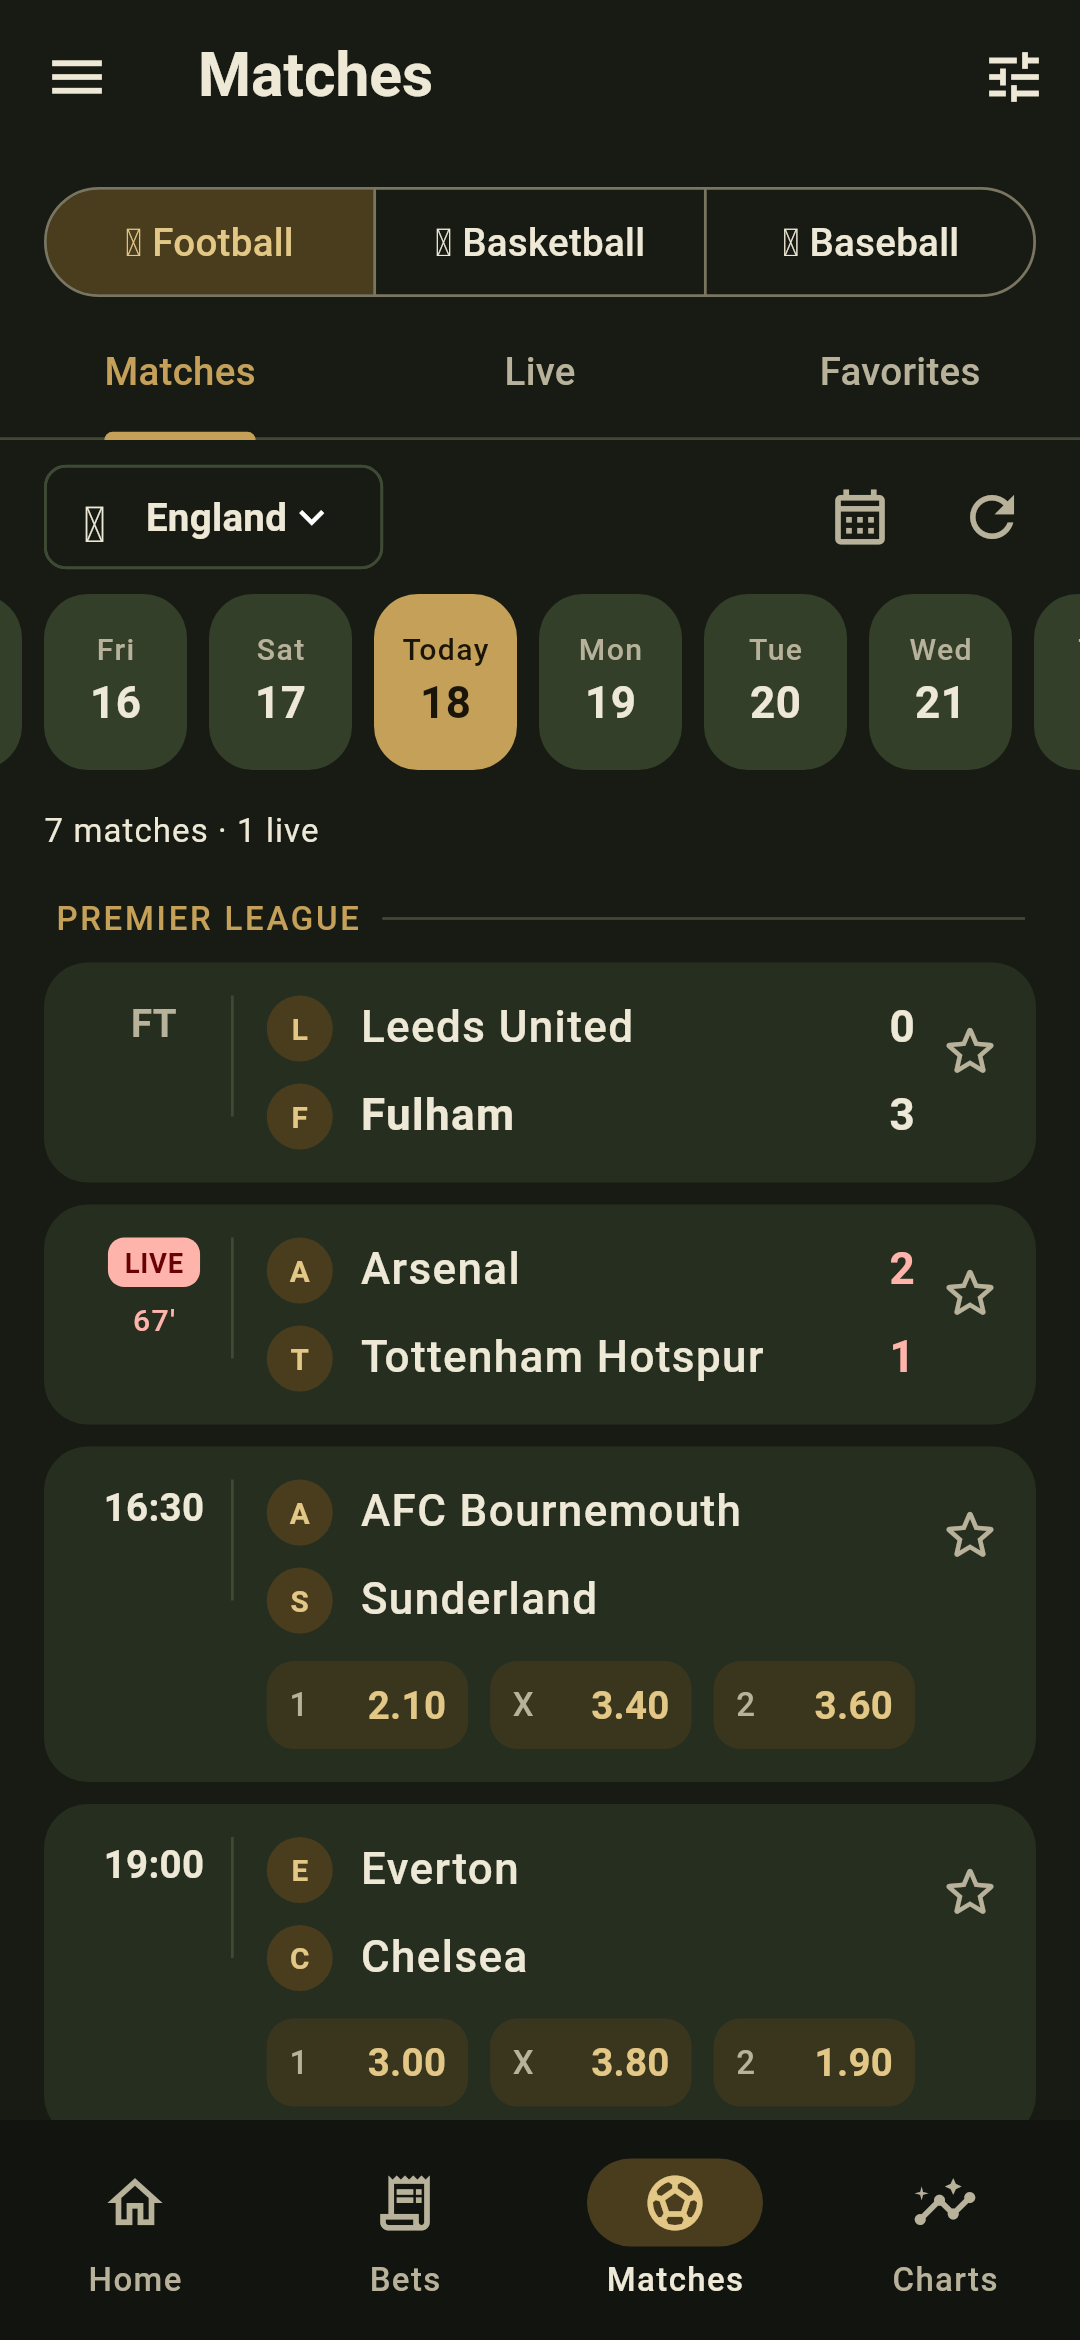 Matches
Football
Basketball
Baseball
Matches
Live
Favorites
England
Fri
16
Sat
17
Today
18
Mon
19
Tue
20
Wed
21
7 matches · 1 live
PREMIER LEAGUE
FT
L Leeds United 0
F Fulham 3
LIVE
67'
A Arsenal 2
T Tottenham Hotspur 1
16:30
A AFC Bournemouth
S Sunderland
1 2.10 X 3.40 2 3.60
19:00
E Everton
C Chelsea
1 3.00 X 3.80 2 1.90
Home
Bets
Matches
Charts